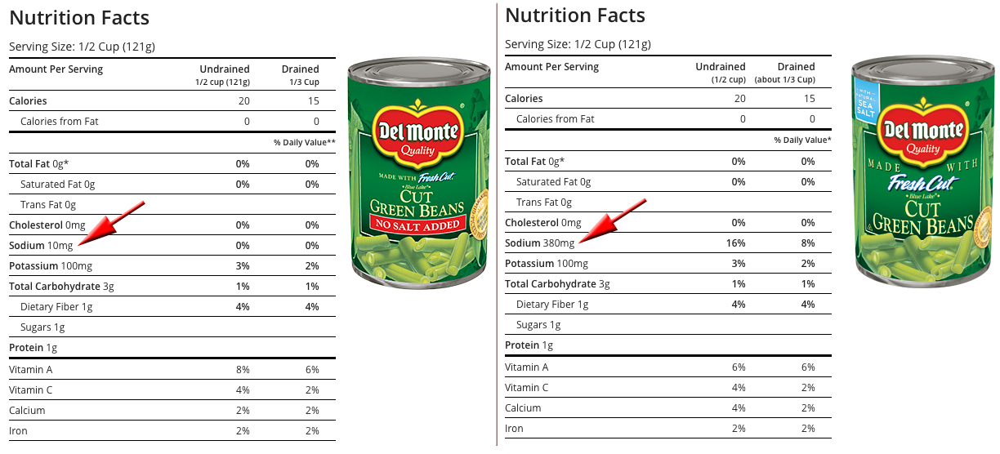 Nutrition Facts
Serving Size: 1/2 Cup (121g)
Amount Per Serving Undrained Drained
1/2 cup (121g) 1/3 Cup
Calories 20 15
Calories from Fat 0 0
% Daily Value**
Total Fat 0g* 0% 0%
Saturated Fat 0g 0% 0%
Trans Fat 0g
Cholesterol 0mg 0% 0%
Sodium 10mg 0% 0%
Potassium 100mg 3% 2%
Total Carbohydrate 3g 1% 1%
Dietary Fiber 1g 4% 4%
Sugars 1g
Protein 1g
Vitamin A 8% 6%
Vitamin C 4% 2%
Calcium 2% 2%
Iron 2% 2%
Del Monte
Quality
MADE WITH Fresh Cut
Blue Lake
CUT
GREEN BEANS
NO SALT ADDED
Nutrition Facts
Serving Size: 1/2 Cup (121g)
Amount Per Serving Undrained Drained
(1/2 cup) (about 1/3 Cup)
Calories 20 15
Calories from Fat 0 0
% Daily Value*
Total Fat 0g* 0% 0%
Saturated Fat 0g 0% 0%
Trans Fat 0g
Cholesterol 0mg 0% 0%
Sodium 380mg 16% 8%
Potassium 100mg 3% 2%
Total Carbohydrate 3g 1% 1%
Dietary Fiber 1g 4% 4%
Sugars 1g
Protein 1g
Vitamin A 6% 6%
Vitamin C 4% 2%
Calcium 4% 2%
Iron 2% 2%
WITH
NATURAL
SEA
SALT
Del Monte
Quality
MADE WITH
Fresh Cut
Blue Lake
CUT
GREEN BEANS